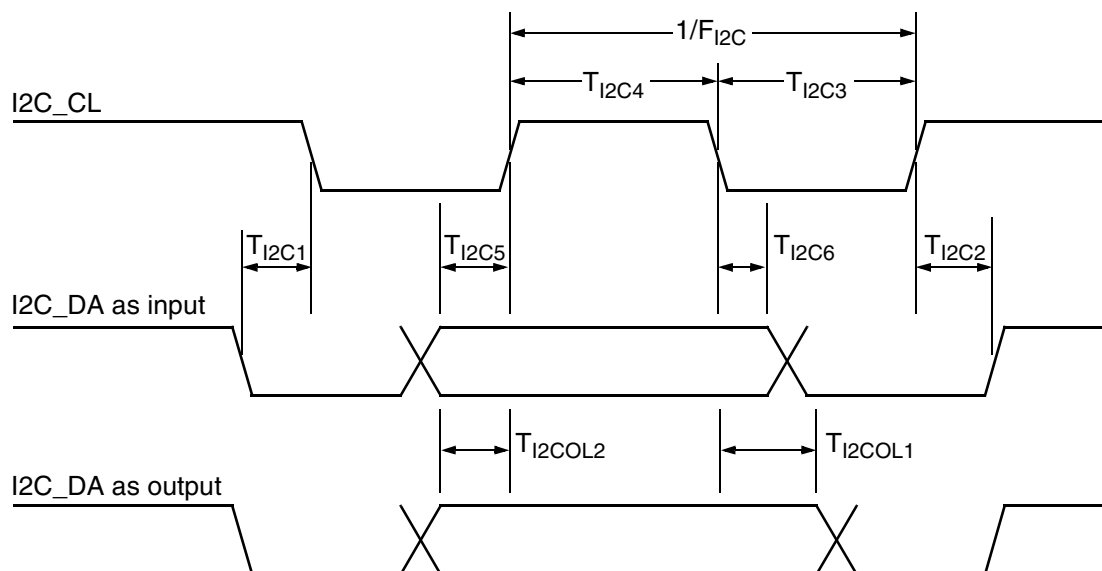 1/F_I2C
T_I2C4 T_I2C3
I2C_CL
T_I2C1 T_I2C5 T_I2C6 T_I2C2
I2C_DA as input
T_I2COL2 T_I2COL1
I2C_DA as output